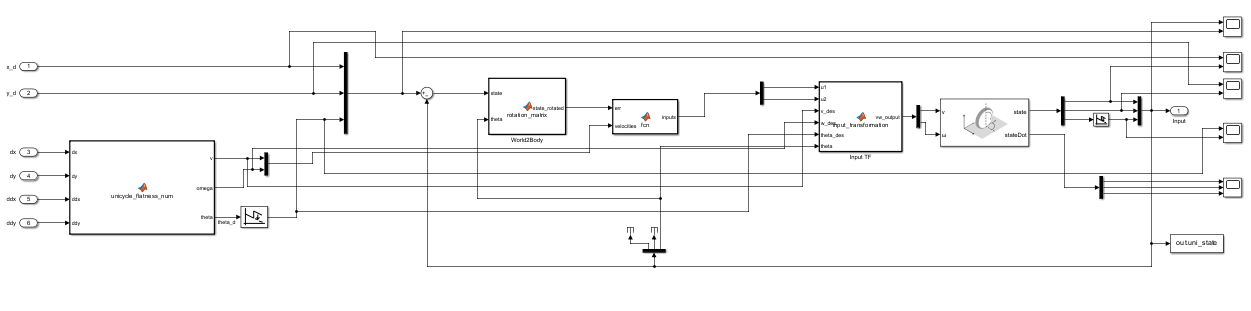 x_d
1
y_d
2
dx
3
dy
4
ddx
5
ddy
6
dx
dy
ddx
ddy
unicycle_flatness_num
v
omega
theta
theta_d
state
theta
state_rotated
rotation_matrix
World2Body
err
velocities
fcn
inputs
u1
u2
v_des
w_des
theta_des
theta
input_transformation
vw_output
Input TF
v
ω
state
stateDot
1
Input
out.uni_state